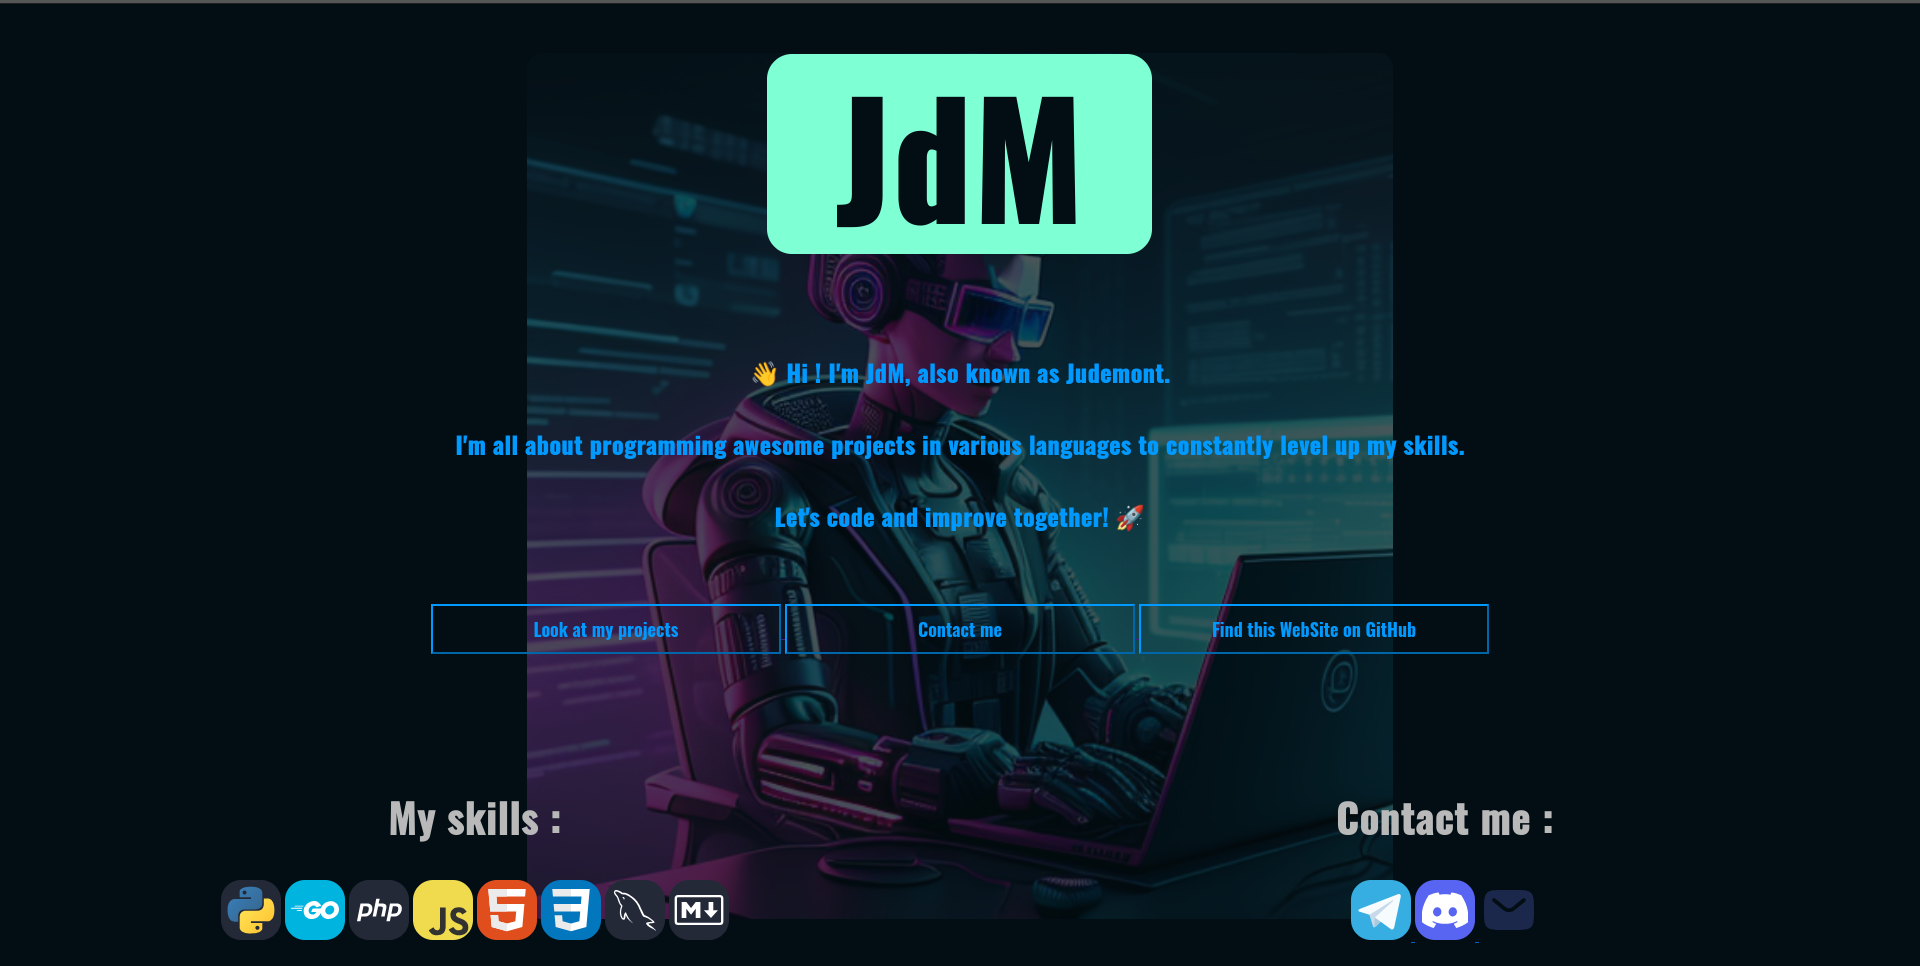 JdM
👋 Hi ! I'm JdM, also known as Judemont.
I'm all about programming awesome projects in various languages to constantly level up my skills.
Let's code and improve together! 🚀
Look at my projects
Contact me
Find this WebSite on GitHub
My skills :
Contact me :
GO
php
JS
5
3
M